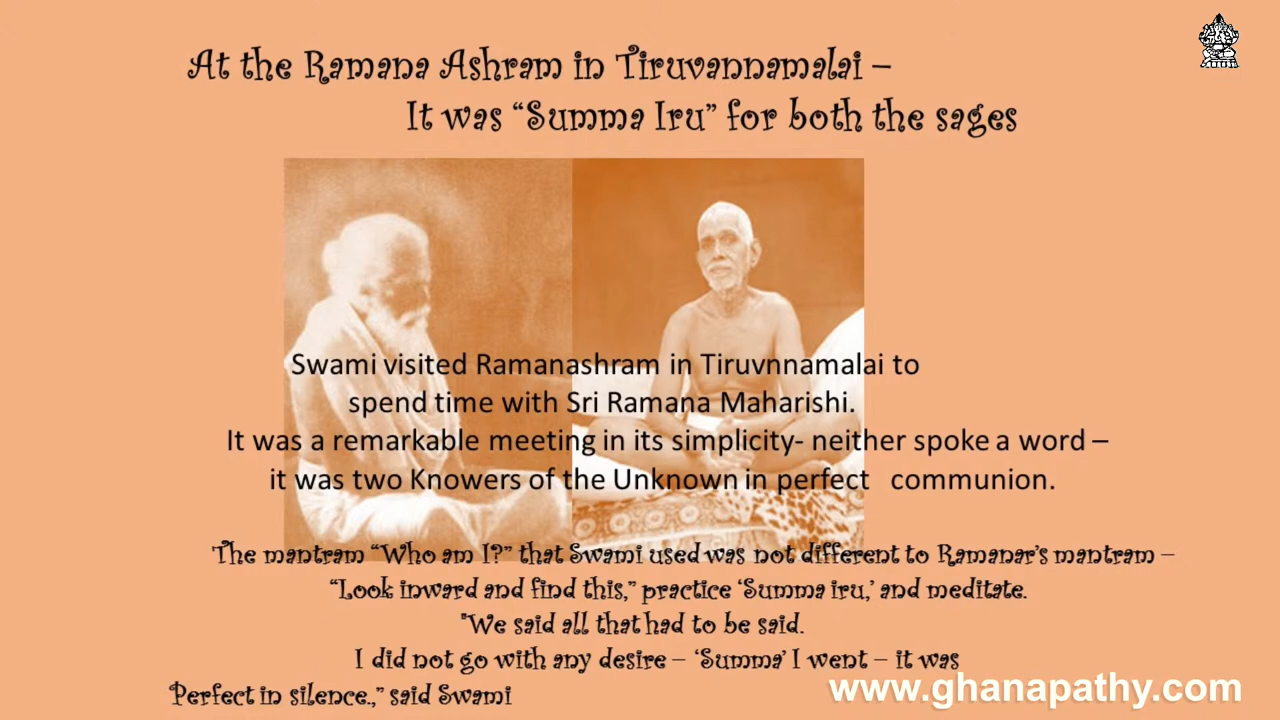 At the Ramana Ashram in Tiruvannamalai –
It was “Summa Iru” for both the sages
Swami visited Ramanashram in Tiruvnnamalai to
spend time with Sri Ramana Maharishi.
It was a remarkable meeting in its simplicity- neither spoke a word –
it was two Knowers of the Unknown in perfect communion.
The mantram “Who am I?” that Swami used was not different to Ramanar’s mantram –
“Look inward and find this,” practice ‘Summa iru,’ and meditate.
"We said all that had to be said.
I did not go with any desire – ‘Summa’ I went – it was
Perfect in silence.,” said Swami
www.ghanapathy.com